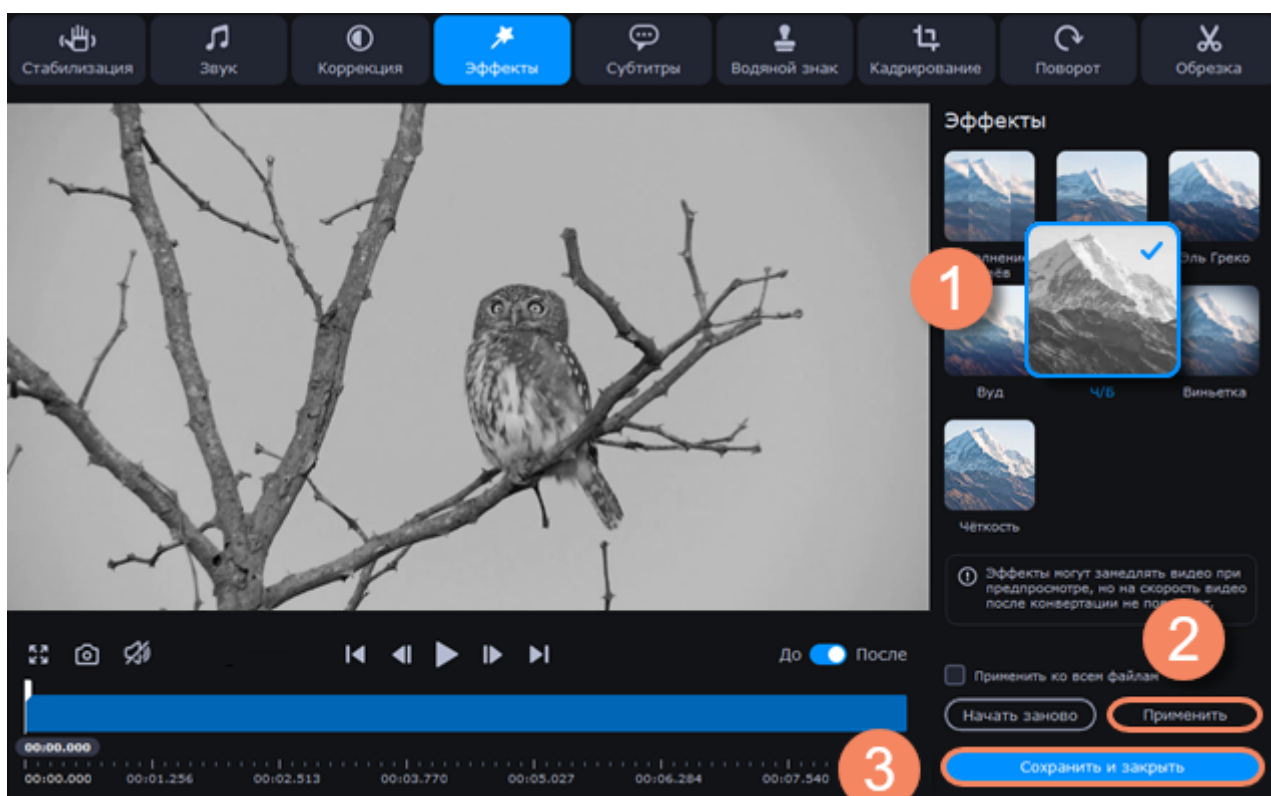 Стабилизация
Звук
Коррекция
Эффекты
Субтитры
Водяной знак
Кадрирование
Поворот
Обрезка
Эффекты
Эль Греко
1
Вуд
Ч/Б
Виньетка
Чёткость
Эффекты могут замедлять видео при
предпросмотре, но на скорость видео
после конвертации не
2
До
После
Применить ко всем файлам
Начать заново
Применить
00:00.000
00:00.000
00:01.256
00:02.513
00:03.770
00:05.027
00:06.284
00:07.540
3
Сохранить и закрыть